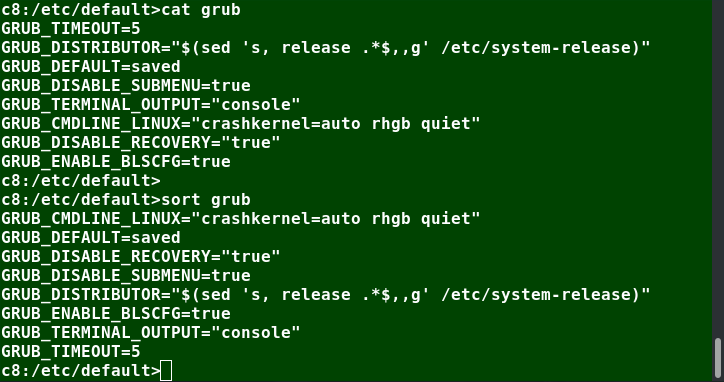 c8:/etc/default>cat grub
GRUB_TIMEOUT=5
GRUB_DISTRIBUTOR="$(sed 's, release .*$,,g' /etc/system-release)"
GRUB_DEFAULT=saved
GRUB_DISABLE_SUBMENU=true
GRUB_TERMINAL_OUTPUT="console"
GRUB_CMDLINE_LINUX="crashkernel=auto rhgb quiet"
GRUB_DISABLE_RECOVERY="true"
GRUB_ENABLE_BLSCFG=true
c8:/etc/default>
c8:/etc/default>sort grub
GRUB_CMDLINE_LINUX="crashkernel=auto rhgb quiet"
GRUB_DEFAULT=saved
GRUB_DISABLE_RECOVERY="true"
GRUB_DISABLE_SUBMENU=true
GRUB_DISTRIBUTOR="$(sed 's, release .*$,,g' /etc/system-release)"
GRUB_ENABLE_BLSCFG=true
GRUB_TERMINAL_OUTPUT="console"
GRUB_TIMEOUT=5
c8:/etc/default>